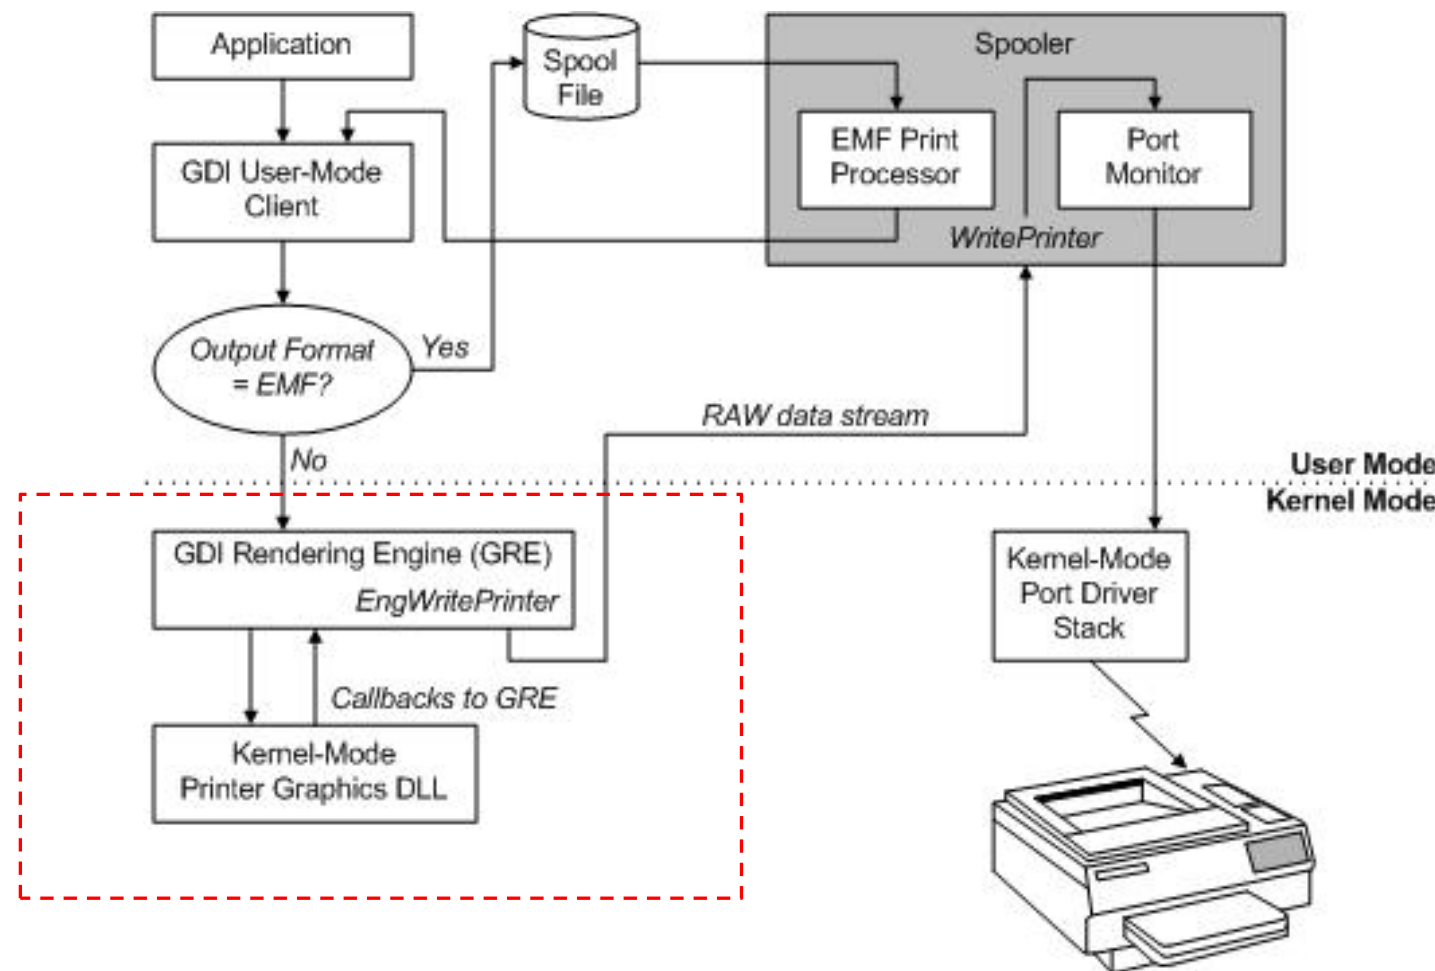 Application
Spool
File
Spooler
GDI User-Mode
Client
EMF Print
Processor
Port
Monitor
WritePrinter
Output Format
= EMF?
Yes
No
RAW data stream
User Mode
Kernel Mode
GDI Rendering Engine (GRE)
EngWritePrinter
Callbacks to GRE
Kernel-Mode
Printer Graphics DLL
Kernel-Mode
Port Driver
Stack